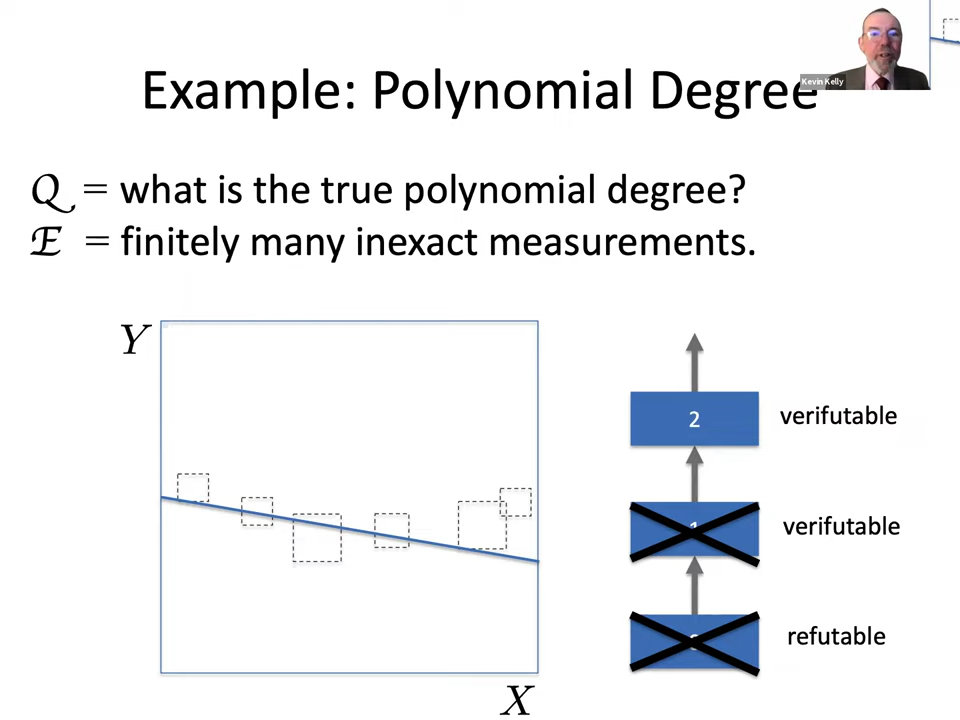 Kevin Kelly
Example: Polynomial Degree
Q = what is the true polynomial degree?
E = finitely many inexact measurements.
Y
2 verifutable
verifutable
refutable
X